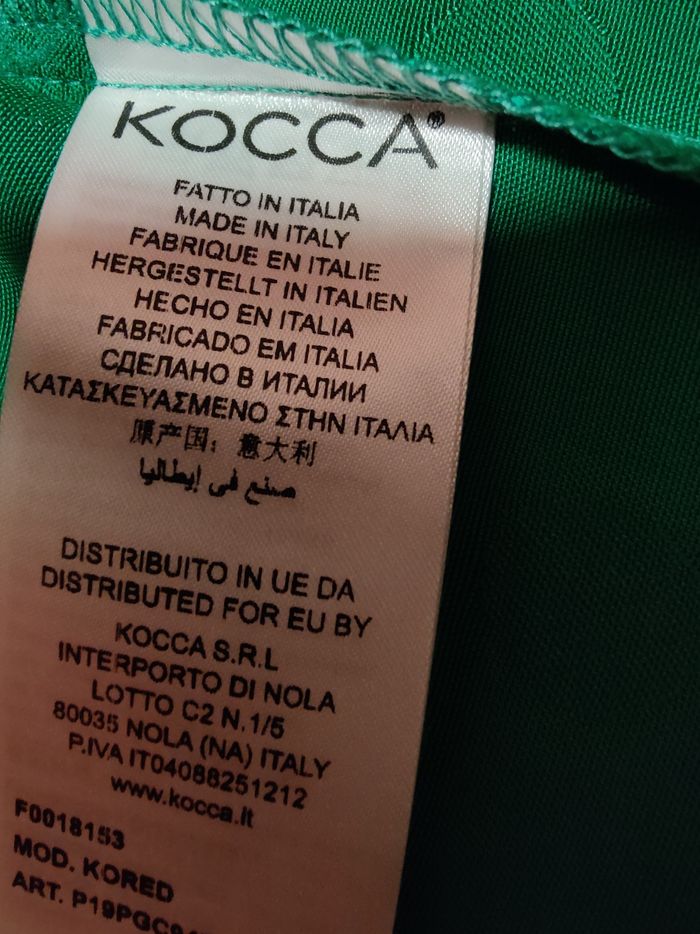 KOCCA®
FATTO IN ITALIA
MADE IN ITALY
FABRIQUE EN ITALIE
HERGESTELLT IN ITALIEN
HECHO EN ITALIA
FABRICADO EM ITALIA
СДЕЛАНО В ИТАЛИИ
ΚΑΤΑΣΚΕΥΑΣΜΕΝΟ ΣΤΗΝ ΙΤΑΛΙΑ
原产国：意大利
صنع في إيطاليا
DISTRIBUITO IN UE DA
DISTRIBUTED FOR EU BY
KOCCA S.R.L
INTERPORTO DI NOLA
LOTTO C2 N.1/5
80035 NOLA (NA) ITALY
P.IVA IT04088251212
www.kocca.it
F0018153
MOD. KORED
ART.